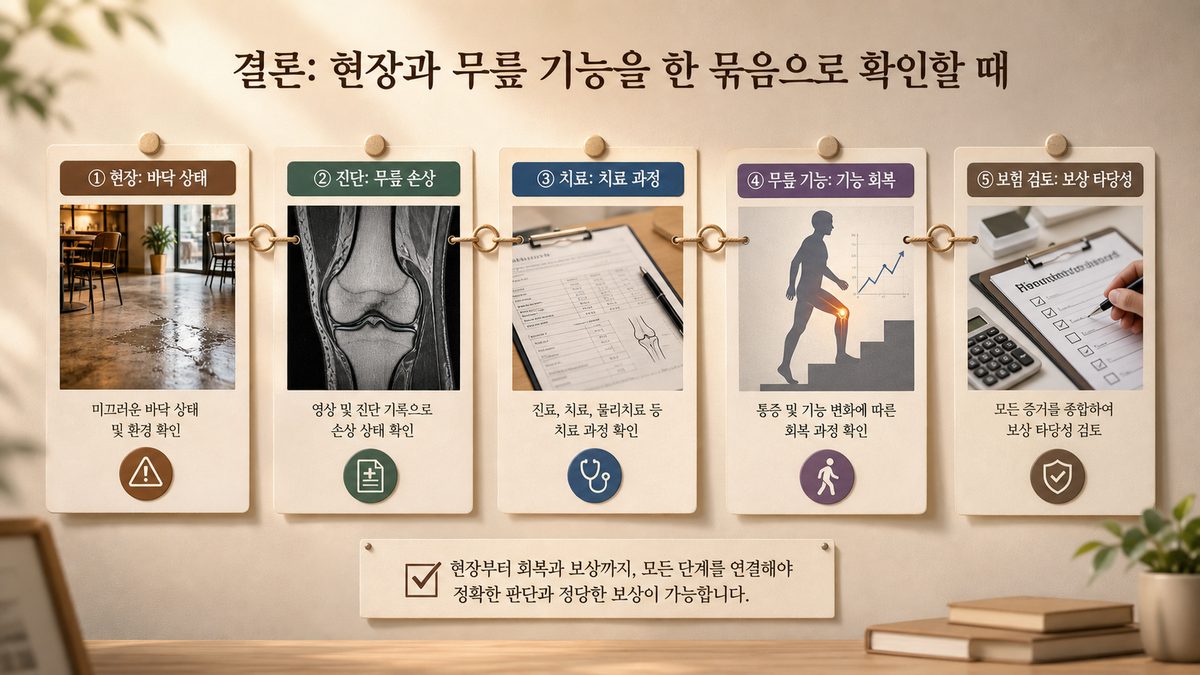 결론: 현장과 무릎 기능을 한 묶음으로 확인할 때
① 현장: 바닥 상태
미끄러운 바닥 상태
및 환경 확인
② 진단: 무릎 손상
영상 및 진단 기록으로
손상 상태 확인
③ 치료: 치료 과정
진료, 치료, 물리치료 등
치료 과정 확인
④ 무릎 기능: 기능 회복
통증 및 기능 변화에 따른
회복 과정 확인
⑤ 보험 검토: 보상 타당성
모든 증거를 종합하여
보상 타당성 검토
현장부터 회복과 보상까지, 모든 단계를 연결해야
정확한 판단과 정당한 보상이 가능합니다.